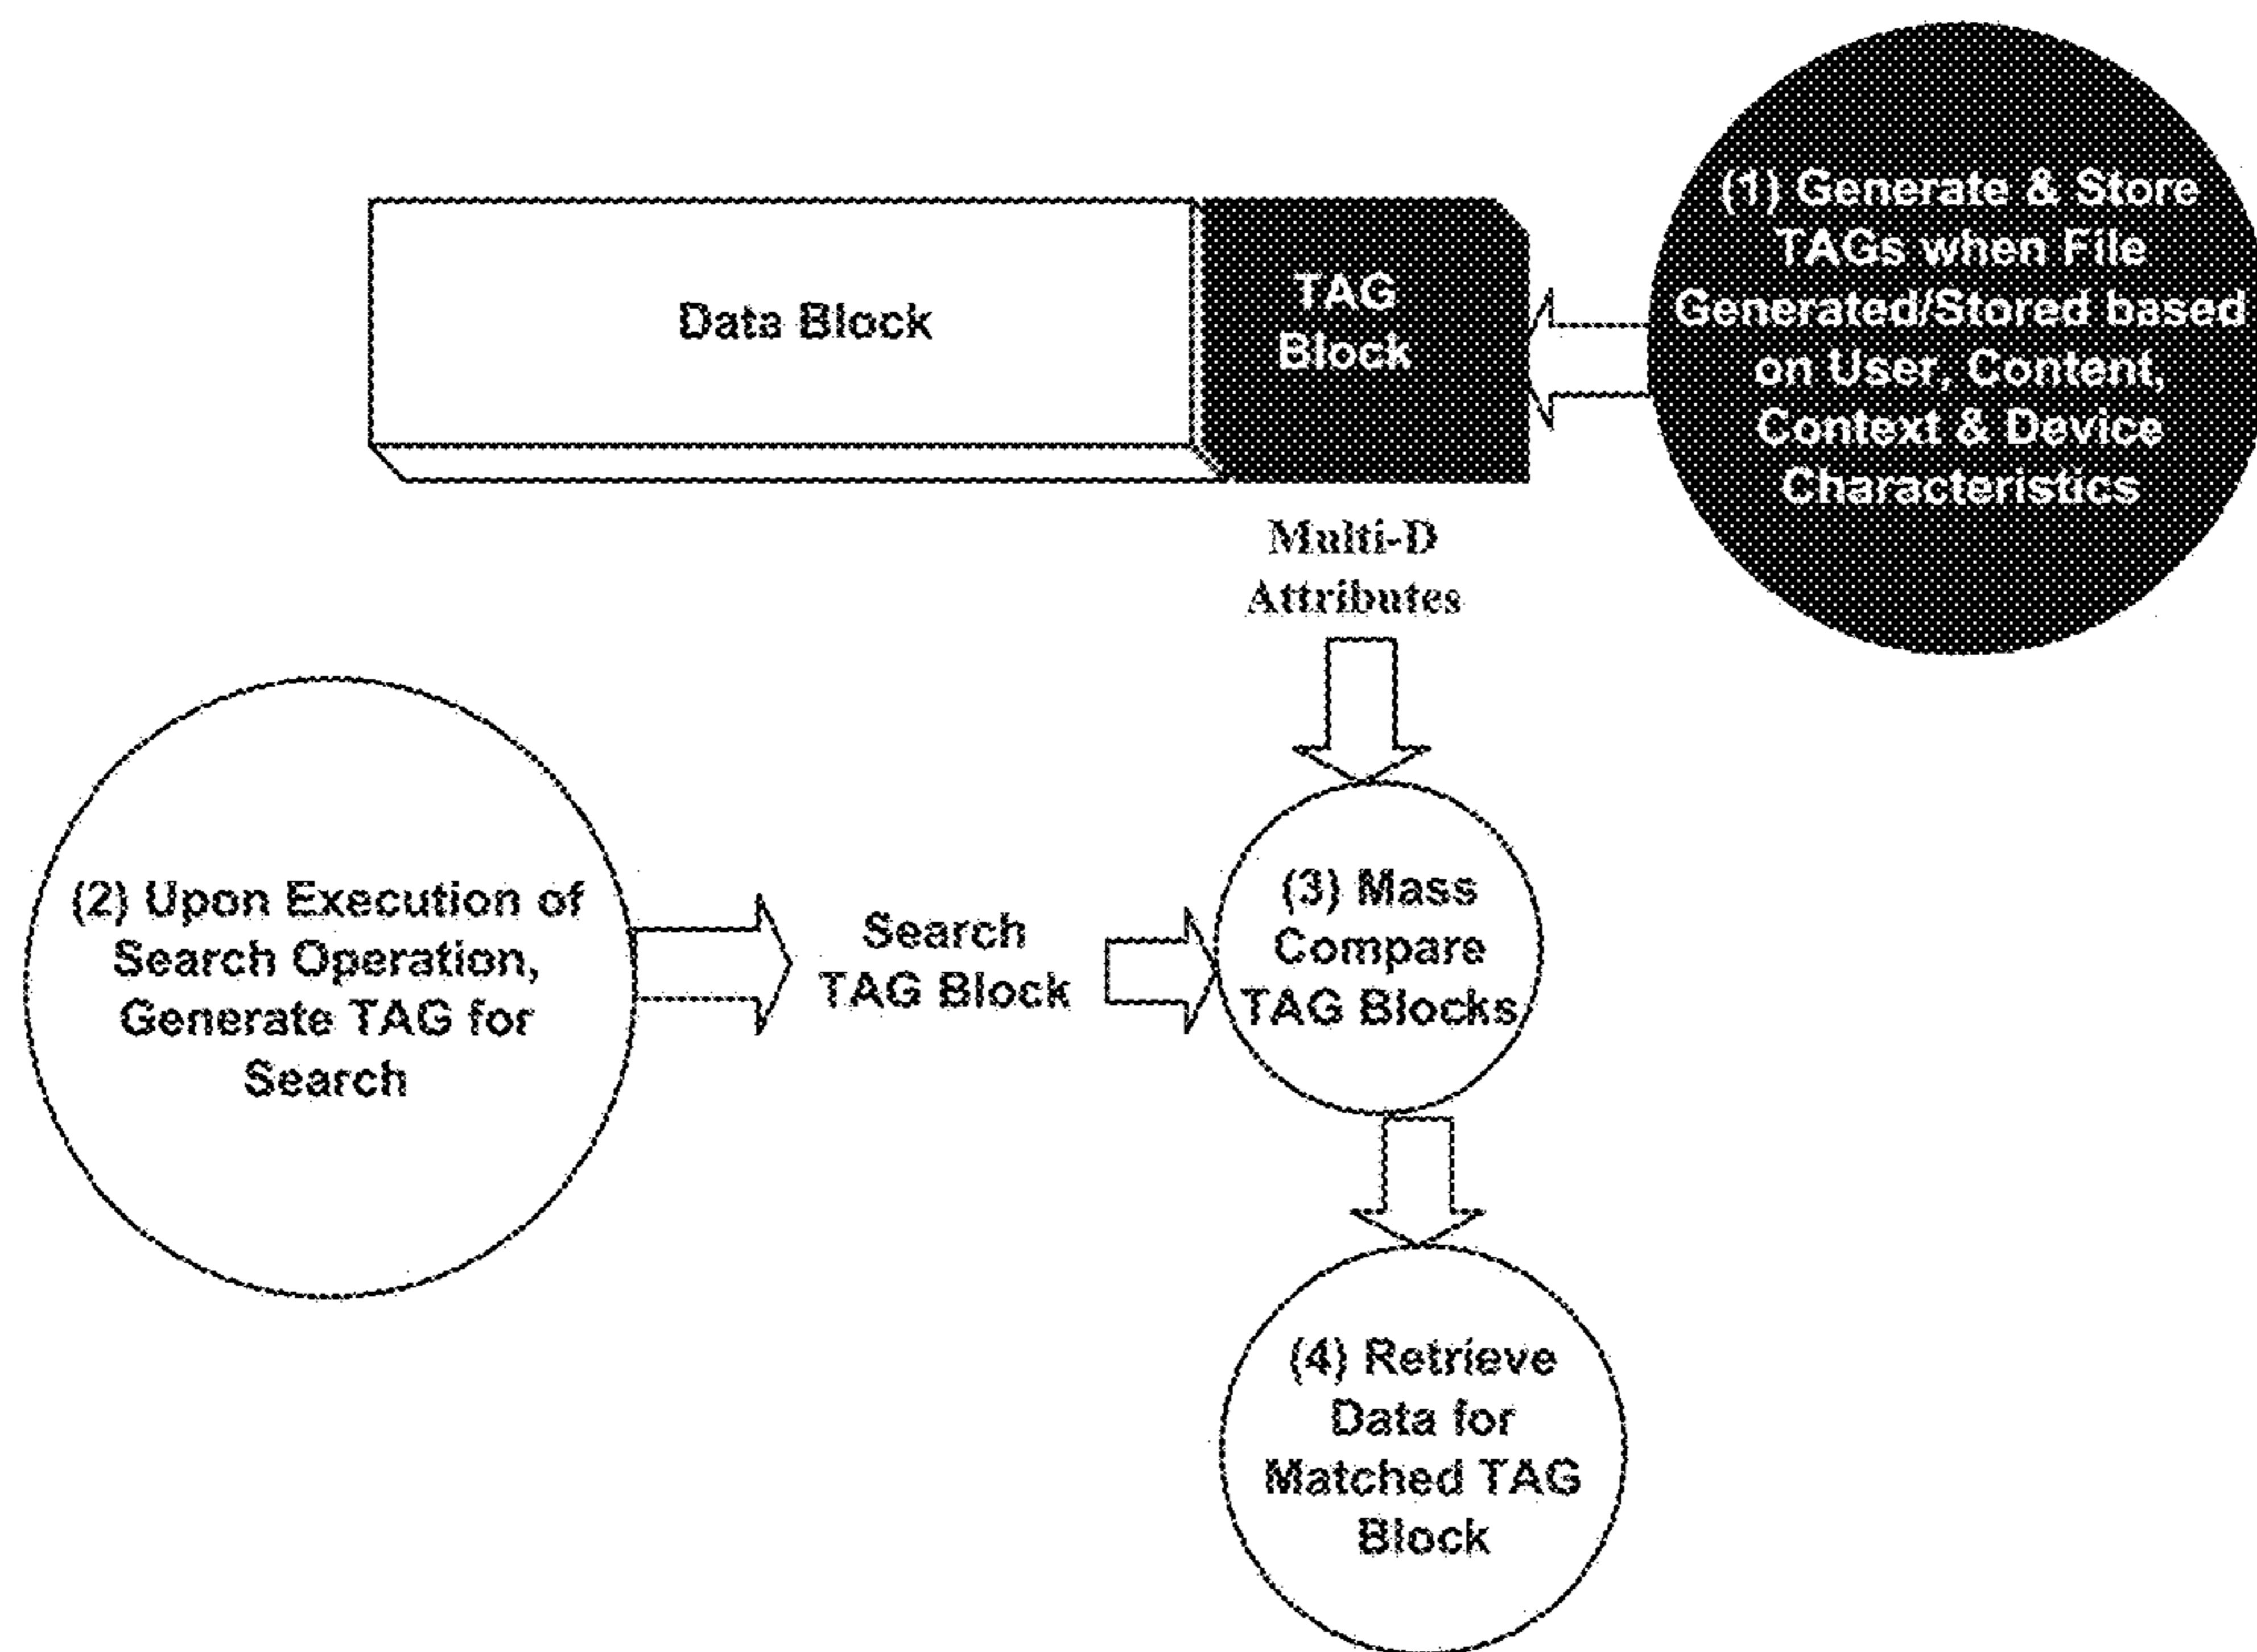 (1) Generate & Store
TAGs when File
Generated/Stored based
on User, Content,
Context & Device
Characteristics
Data Block
TAG
Block
Multi-D
Attributes
(2) Upon Execution of
Search Operation,
Generate TAG for
Search
Search
TAG Block
(3) Mass
Compare
TAG Blocks
(4) Retrieve
Data for
Matched TAG
Block